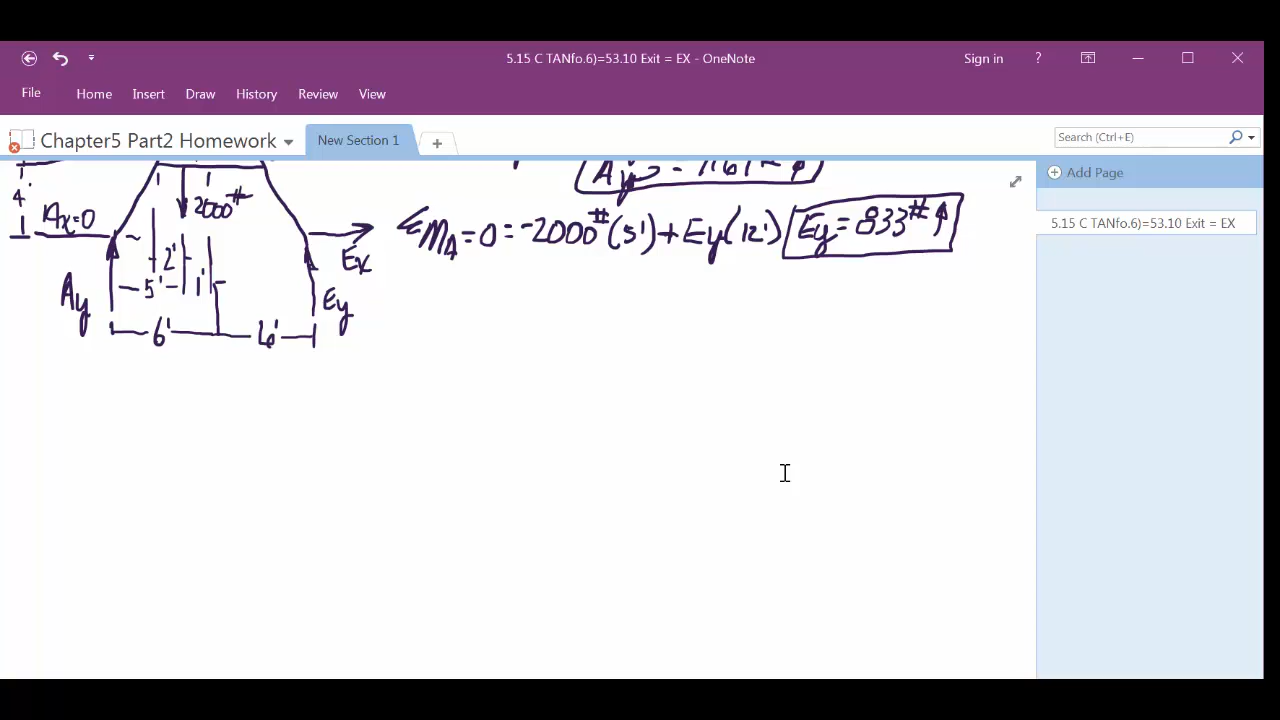 5.15 C TANfo.6)=53.10 Exit = EX - OneNote
Sign in
?
File
Home
Insert
Draw
History
Review
View
Chapter5 Part2 Homework
New Section 1
+
Search (Ctrl+E)
Add Page
5.15 C TANfo.6)=53.10 Exit = EX
4'
Ax=0
2000#
Ex
Ay
Ey
2'
5'
1'
6'
6'
ΣMA=0=-2000#(5')+Ey(12') Ey=833#↑